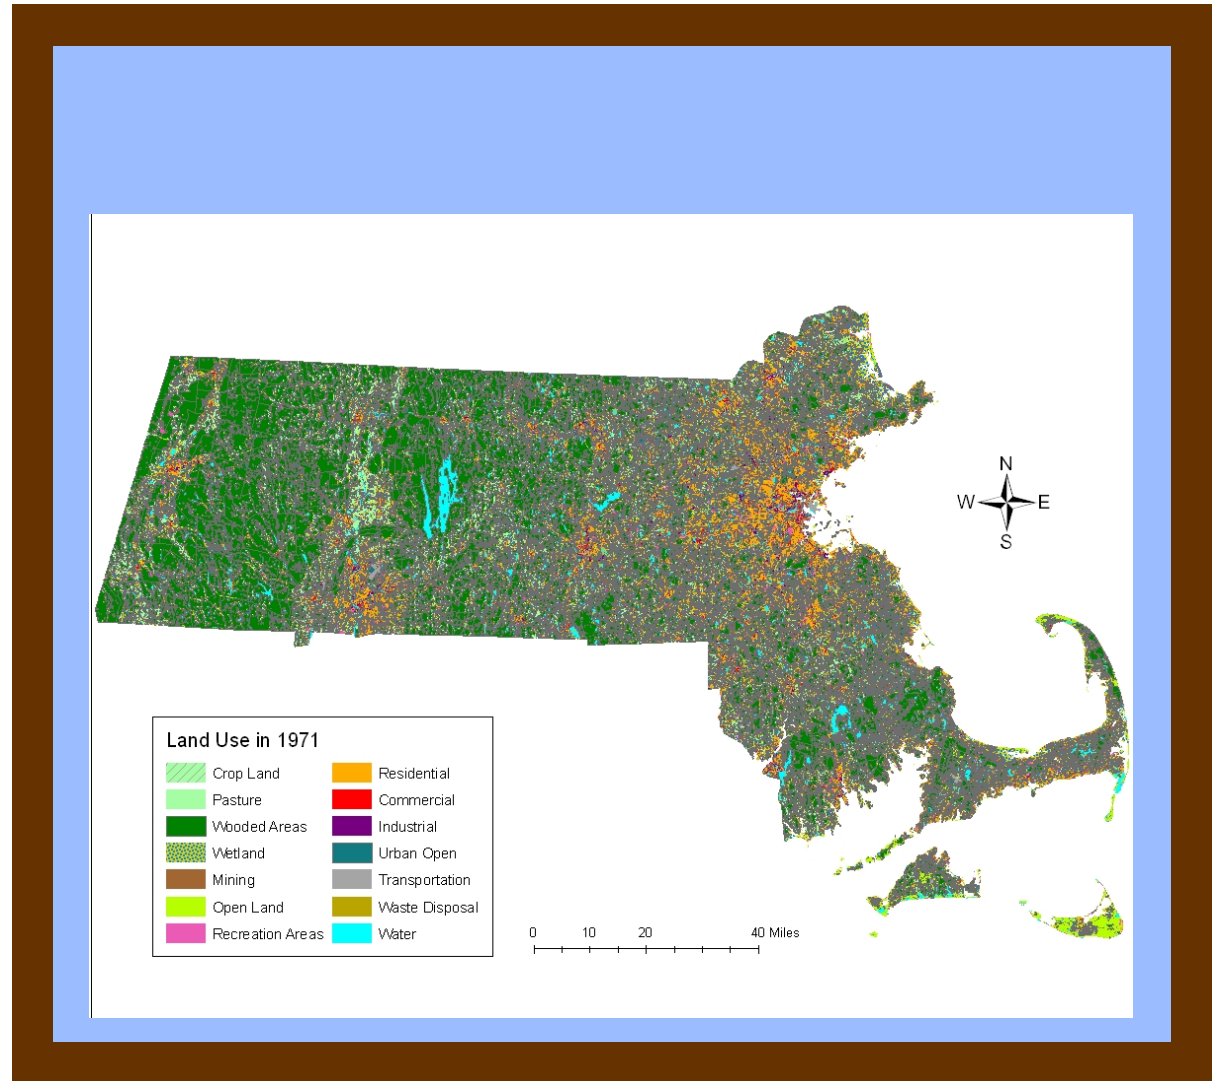 N
W E
S
Land Use in 1971
Crop Land
Pasture
Wooded Areas
Wetland
Mining
Open Land
Recreation Areas
Residential
Commercial
Industrial
Urban Open
Transportation
Waste Disposal
Water
0 10 20 40 Miles